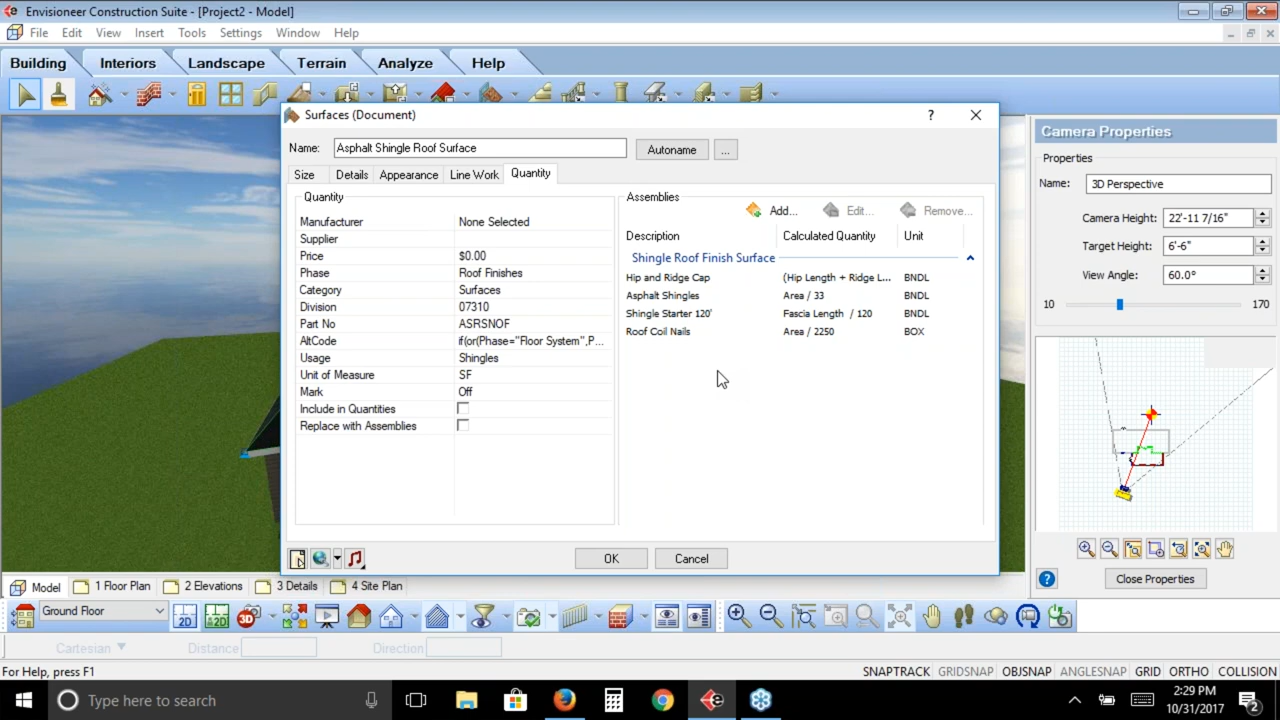 Envisioneer Construction Suite - [Project2 - Model]
File Edit View Insert Tools Settings Window Help
Building Interiors Landscape Terrain Analyze Help
Surfaces (Document)
Name: Asphalt Shingle Roof Surface Autoname ...
Size Details Appearance Line Work Quantity
Quantity
Manufacturer None Selected
Supplier
Price $0.00
Phase Roof Finishes
Category Surfaces
Division 07310
Part No ASRSNOF
AltCode if(or(Phase="Floor System",P...
Usage Shingles
Unit of Measure SF
Mark Off
Include in Quantities
Replace with Assemblies
Assemblies
Add... Edit... Remove...
Description Calculated Quantity Unit
Shingle Roof Finish Surface
Hip and Ridge Cap (Hip Length + Ridge L... BNDL
Asphalt Shingles Area / 33 BNDL
Shingle Starter 120' Fascia Length / 120 BNDL
Roof Coil Nails Area / 2250 BOX
OK Cancel
Camera Properties
Properties
Name: 3D Perspective
Camera Height: 22'-11 7/16"
Target Height: 6'-6"
View Angle: 60.0°
10 170
Close Properties
Model 1 Floor Plan 2 Elevations 3 Details 4 Site Plan
Ground Floor 2D 2D 3D
Cartesian Distance Direction
For Help, press F1 SNAPTRACK GRIDSNAP OBJSNAP ANGLESNAP GRID ORTHO COLLISION
Type here to search
2:29 PM
10/31/2017
2